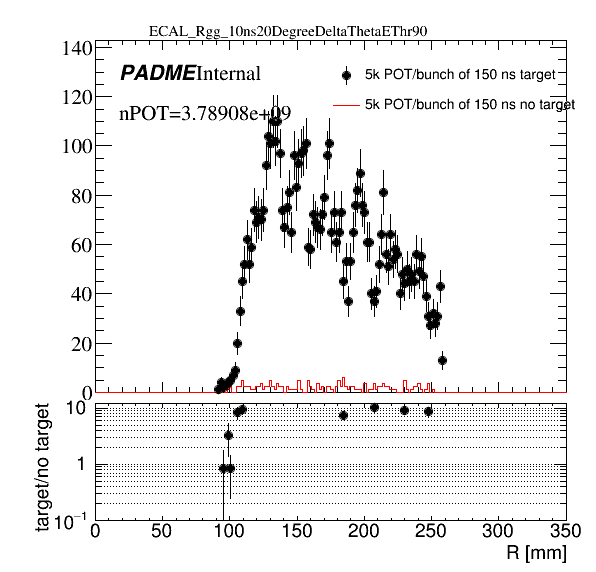 ECAL_Rgg_10ns20DegreeDeltaThetaEThr90
140
120
100
80
60
40
20
0
PADME Internal
nPOT=3.78908e+09
5k POT/bunch of 150 ns target
5k POT/bunch of 150 ns no target
target/no target
10
1
10⁻¹
0 50 100 150 200 250 300 350
R [mm]